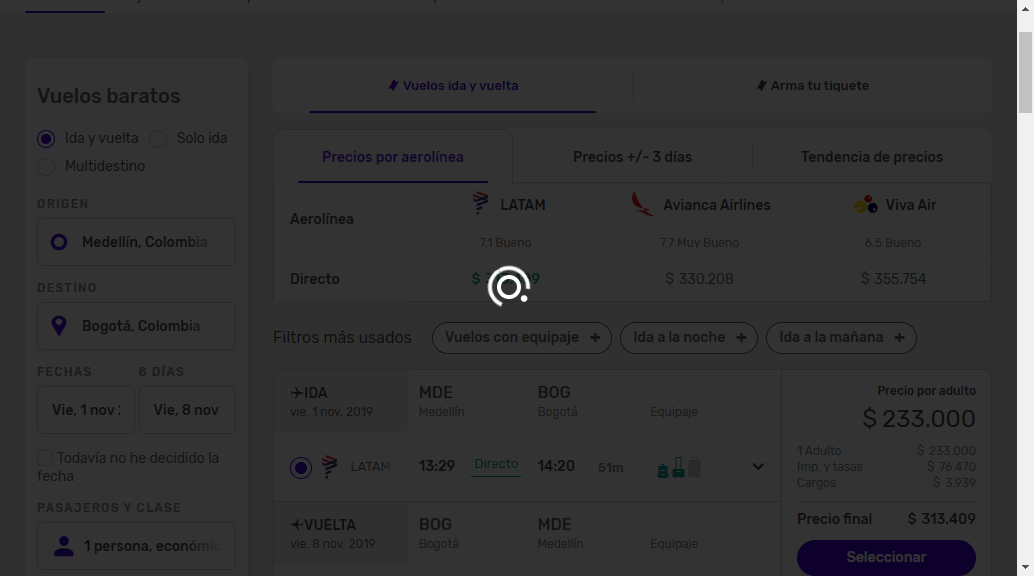 Vuelos baratos
Ida y vuelta Solo ida
Multidestino
ORIGEN
Medellín, Colombia
DESTINO
Bogotá, Colombia
FECHAS 8 DÍAS
Vie, 1 nov Vie, 8 nov
Todavía no he decidido la
fecha
PASAJEROS Y CLASE
1 persona, económic
Vuelos ida y vuelta Arma tu tiquete
Precios por aerolínea Precios +/- 3 días Tendencia de precios
Aerolínea LATAM Avianca Airlines Viva Air
7.1 Bueno 7.7 Muy Bueno 6.5 Bueno
Directo $ $ 330.208 $ 355.754
Filtros más usados Vuelos con equipaje + Ida a la noche + Ida a la mañana +
IDA MDE BOG
vie. 1 nov. 2019 Medellín Bogotá Equipaje
LATAM 13:29 Directo 14:20 51m
VUELTA BOG MDE
vie. 8 nov. 2019 Bogotá Medellín Equipaje
Precio por adulto
$ 233.000
1 Adulto $ 233.000
Imp. y tasas $ 76.470
Cargos $ 3.939
Precio final $ 313.409
Seleccionar